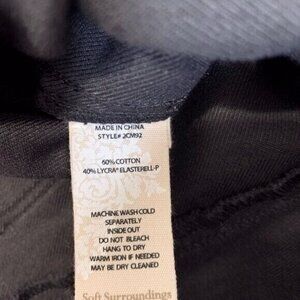 MADE IN CHINA
STYLE# 2CM92
60% COTTON
40% LYCRA® ELASTERELL-P
MACHINE WASH COLD
SEPARATELY
INSIDE OUT
DO NOT BLEACH
HANG TO DRY
WARM IRON IF NEEDED
MAY BE DRY CLEANED
Soft Surroundings